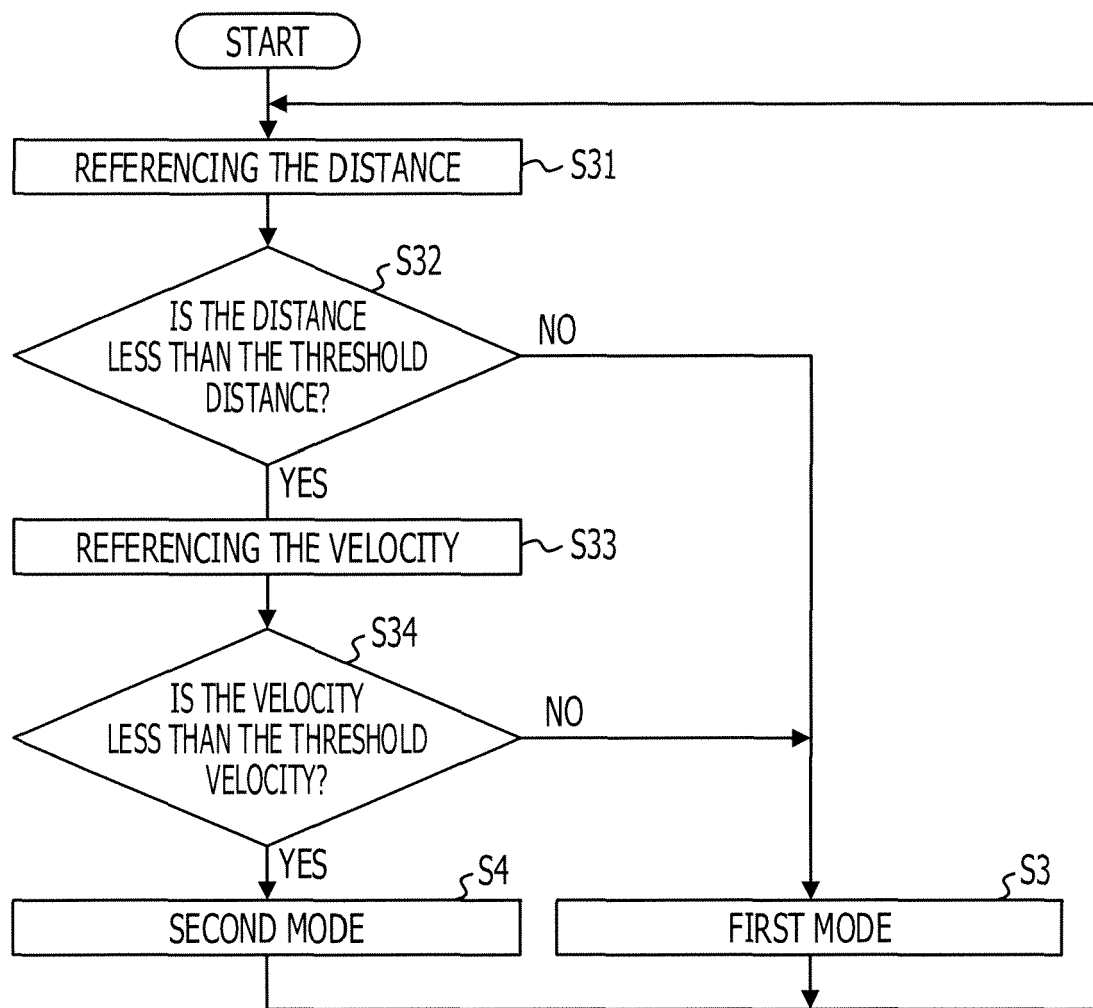 START
REFERENCING THE DISTANCE
S31
S32
IS THE DISTANCE
LESS THAN THE THRESHOLD
DISTANCE?
NO
YES
REFERENCING THE VELOCITY
S33
S34
IS THE VELOCITY
LESS THAN THE THRESHOLD
VELOCITY?
NO
YES
S4
SECOND MODE
S3
FIRST MODE